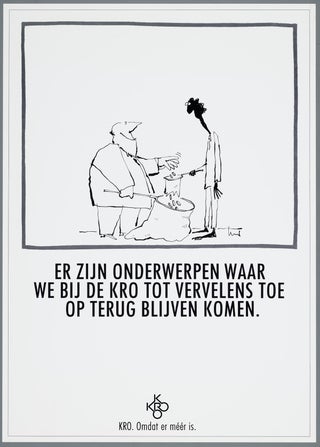 ER ZIJN ONDERWERPEN WAAR
WE BIJ DE KRO TOT VERVELENS TOE
OP TERUG BLIJVEN KOMEN.
K
KRO
O
KRO. Omdat er méér is.